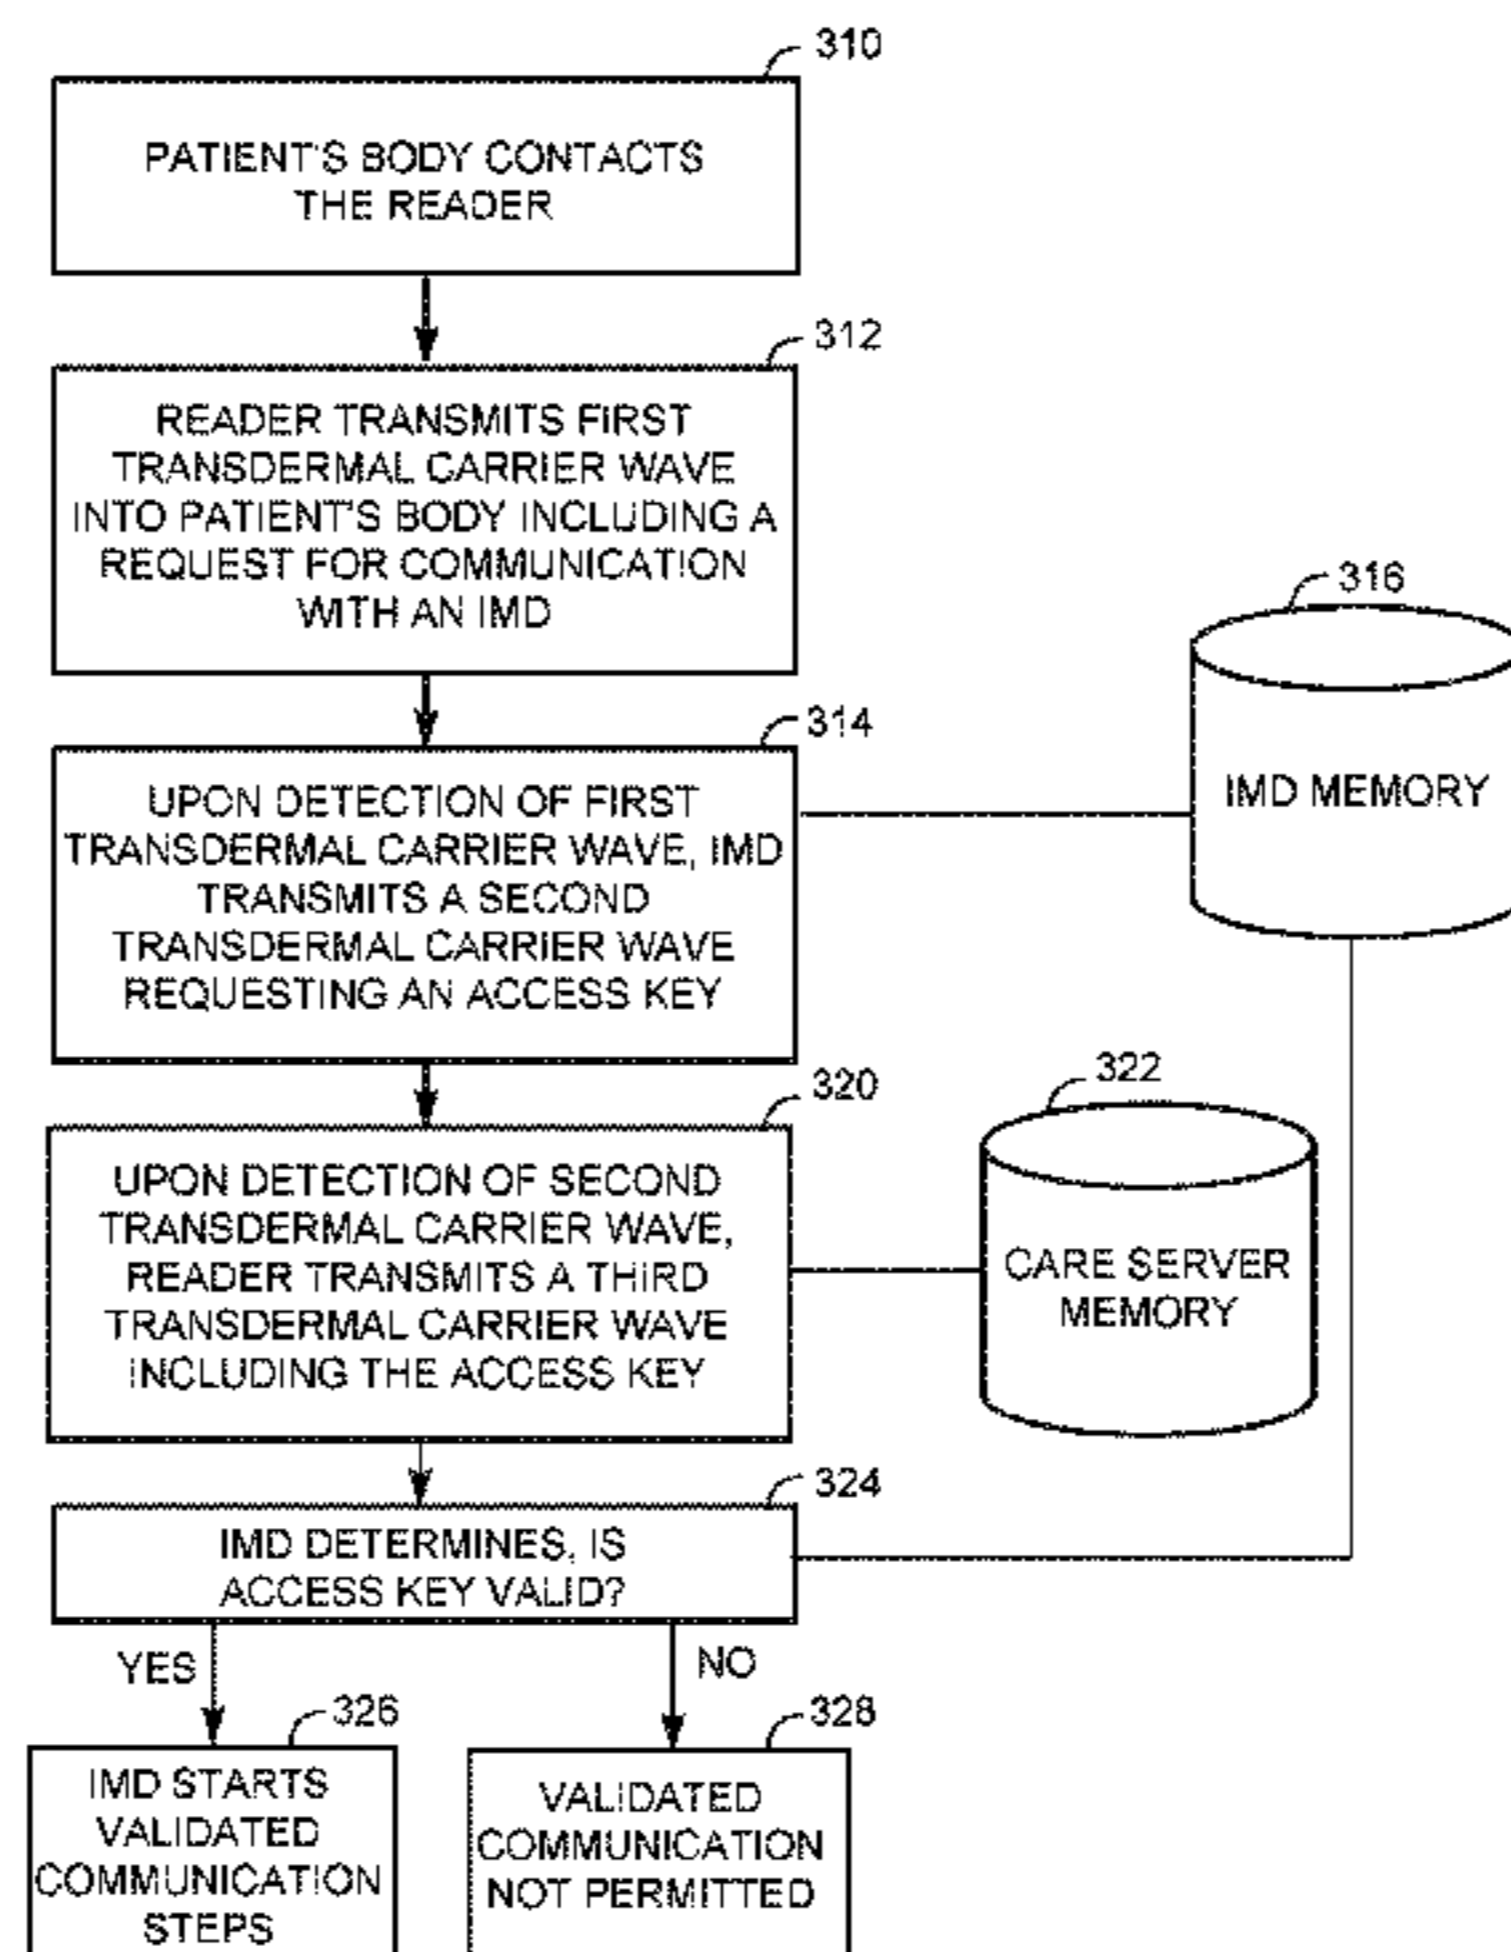 310
PATIENT'S BODY CONTACTS
THE READER
312
READER TRANSMITS FIRST
TRANSDERMAL CARRIER WAVE
INTO PATIENT'S BODY INCLUDING A
REQUEST FOR COMMUNICATION
WITH AN IMD
314
UPON DETECTION OF FIRST
TRANSDERMAL CARRIER WAVE, IMD
TRANSMITS A SECOND
TRANSDERMAL CARRIER WAVE
REQUESTING AN ACCESS KEY
316
IMD MEMORY
320
UPON DETECTION OF SECOND
TRANSDERMAL CARRIER WAVE,
READER TRANSMITS A THIRD
TRANSDERMAL CARRIER WAVE
INCLUDING THE ACCESS KEY
322
CARE SERVER
MEMORY
324
IMD DETERMINES, IS
ACCESS KEY VALID?
YES
NO
326
IMD STARTS
VALIDATED
COMMUNICATION
STEPS
328
VALIDATED
COMMUNICATION
NOT PERMITTED